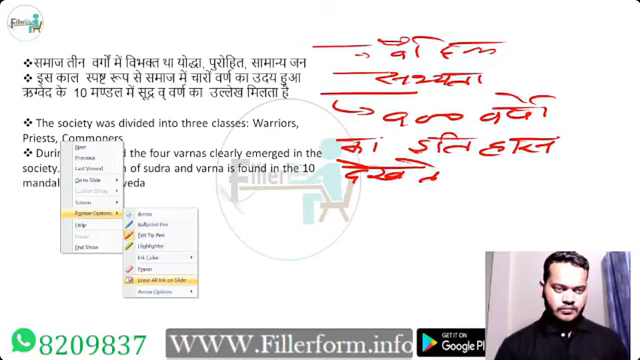 Fillerform
❖समाज तीन वर्गों में विभक्त था योद्धा, पुरोहित, सामान्य जन
❖ इस काल स्पष्ट रूप से समाज में चारों वर्ण का उदय हुआ
ऋग्वेद के 10 मण्डल में सूद्र व् वर्ण का उल्लेख मिलता है
❖ The society was divided into three classes: Warriors,
Priests, Commoners
and the four varnas clearly emerged in the
society. of sudra and varna is found in the 10
सभ्यता
वर्षो
का इतिहास
Next
Previous
Last Viewed
Go to Slide
Custom Show
Screen
Pointer Options
Help
Pause
End Show
Arrow
Ballpoint Pen
Felt Tip Pen
Highlighter
Ink Color
Eraser
Erase All Ink on Slide
Arrow Options
8209837
WWW.Fillerform.info
GET IT ON
Google Pl